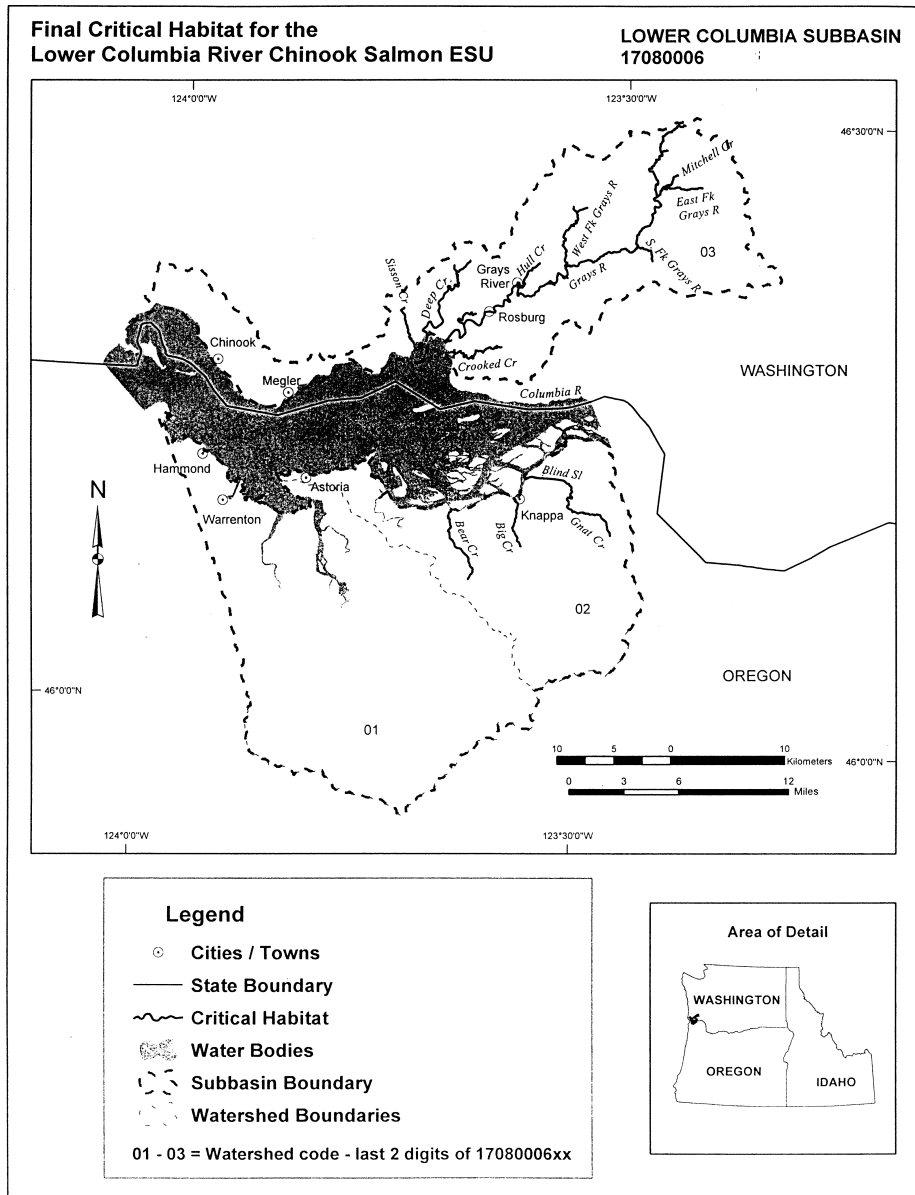 Final Critical Habitat for the
Lower Columbia River Chinook Salmon ESU
LOWER COLUMBIA SUBBASIN
17080006
124°0'0"W
123°30'0"W
46°30'0"N
Mitchell Cr
East Fk
Grays R
West Fk Grays R
Hull Cr
Sisson Cr
Deep Cr.
Grays
River
Grays R
S. Fk Grays R
03
Rosburg
Chinook
Crooked Cr
WASHINGTON
Megler
Columbia R
Hammond
Astoria
Blind Sl
N
Warrenton
Knappa
Gnat Cr
Bear Cr
Big Cr
02
OREGON
46°0'0"N
01
10 5 0 10
Kilometers
46°0'0"N
0 3 6 12
Miles
124°0'0"W
123°30'0"W
Legend
Cities / Towns
State Boundary
Critical Habitat
Water Bodies
Subbasin Boundary
Watershed Boundaries
01 - 03 = Watershed code - last 2 digits of 17080006xx
Area of Detail
WASHINGTON
OREGON
IDAHO